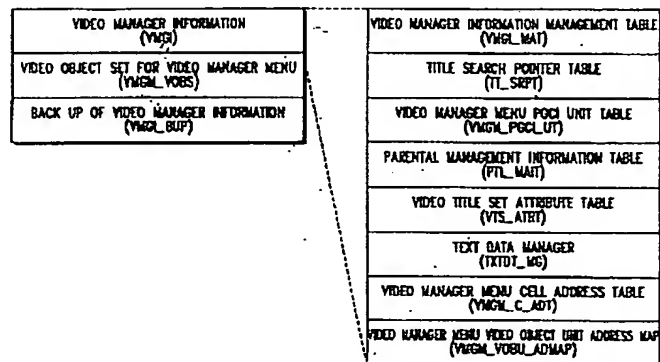 VIDEO MANAGER INFORMATION
(VMGI)
VIDEO OBJECT SET FOR VIDEO MANAGER MENU
(VMGM_VOBS)
BACK UP OF VIDEO MANAGER INFORMATION
(VMGI_BUP)
VIDEO MANAGER INFORMATION MANAGEMENT TABLE
(VMGI_MAT)
TITLE SEARCH POINTER TABLE
(TT_SRPT)
VIDEO MANAGER MENU PGCI UNIT TABLE
(VMGM_PGCI_UT)
PARENTAL MANAGEMENT INFORMATION TABLE
(PTL_MAIT)
VIDEO TITLE SET ATTRIBUTE TABLE
(VTS_ATRT)
TEXT DATA MANAGER
(TXTDT_MG)
VIDEO MANAGER MENU CELL ADDRESS TABLE
(VMGM_C_ADT)
VIDEO MANAGER MENU VIDEO OBJECT UNIT ADDRESS MAP
(VMGM_VOBU_ADMAP)